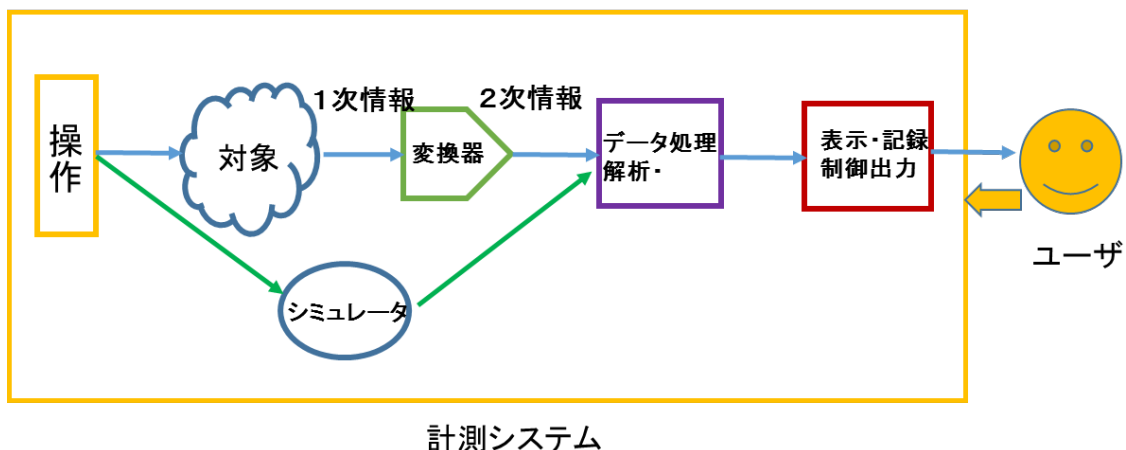 操作
対象
1次情報
変換器
2次情報
データ処理
解析・
表示・記録
制御出力
ユーザ
シミュレータ
計測システム